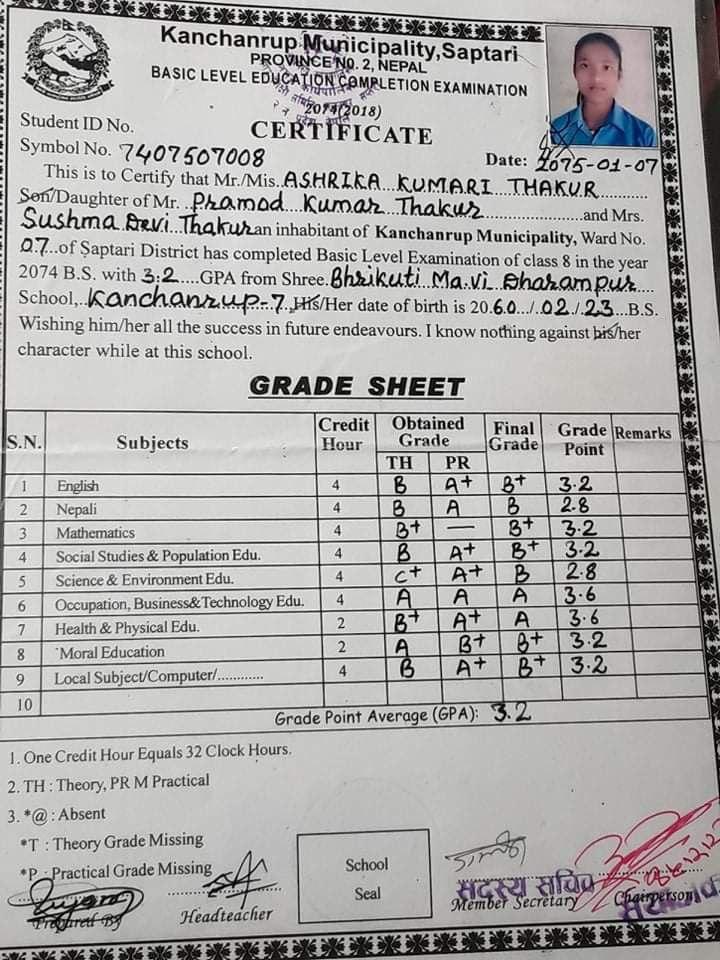 Kanchanrup Municipality, Saptari
PROVINCE No. 2, NEPAL
BASIC LEVEL EDUCATION COMPLETION EXAMINATION
2074(2018)
CERTIFICATE
Student ID No.
Symbol No. 7407507008
Date: 2075-01-07
This is to Certify that Mr./Mis. ASHRIKA KUMARI THAKUR
Son/Daughter of Mr. Pramod Kumar Thakur and Mrs.
Sushma Devi Thakur an inhabitant of Kanchanrup Municipality, Ward No.
07. of Saptari District has completed Basic Level Examination of class 8 in the year
2074 B.S. with 3.2 GPA from Shree. Bhrikuti Ma.vi Dharampur
School, Kanchanrup-7. His/Her date of birth is 2060./02./23..B.S.
Wishing him/her all the success in future endeavours. I know nothing against his/her
character while at this school.
GRADE SHEET
S.N. Subjects Credit Hour Obtained Grade TH PR Final Grade Grade Point Remarks
1 English 4 B A+ B+ 3.2
2 Nepali 4 B A B 2.8
3 Mathematics 4 B+ — B+ 3.2
4 Social Studies & Population Edu. 4 B A+ B+ 3.2
5 Science & Environment Edu. 4 C+ A+ B 2.8
6 Occupation, Business&Technology Edu. 4 A A A 3.6
7 Health & Physical Edu. 2 B+ A+ A 3.6
8 Moral Education 2 A B+ B+ 3.2
9 Local Subject/Computer/............ 4 B A+ B+ 3.2
10
Grade Point Average (GPA): 3.2
1. One Credit Hour Equals 32 Clock Hours.
2. TH : Theory, PR M Practical
3. *@ : Absent
*T : Theory Grade Missing
*P : Practical Grade Missing
School
Seal
Prepared By
Headteacher
सदस्य सचिव
Member Secretary
Chairperson